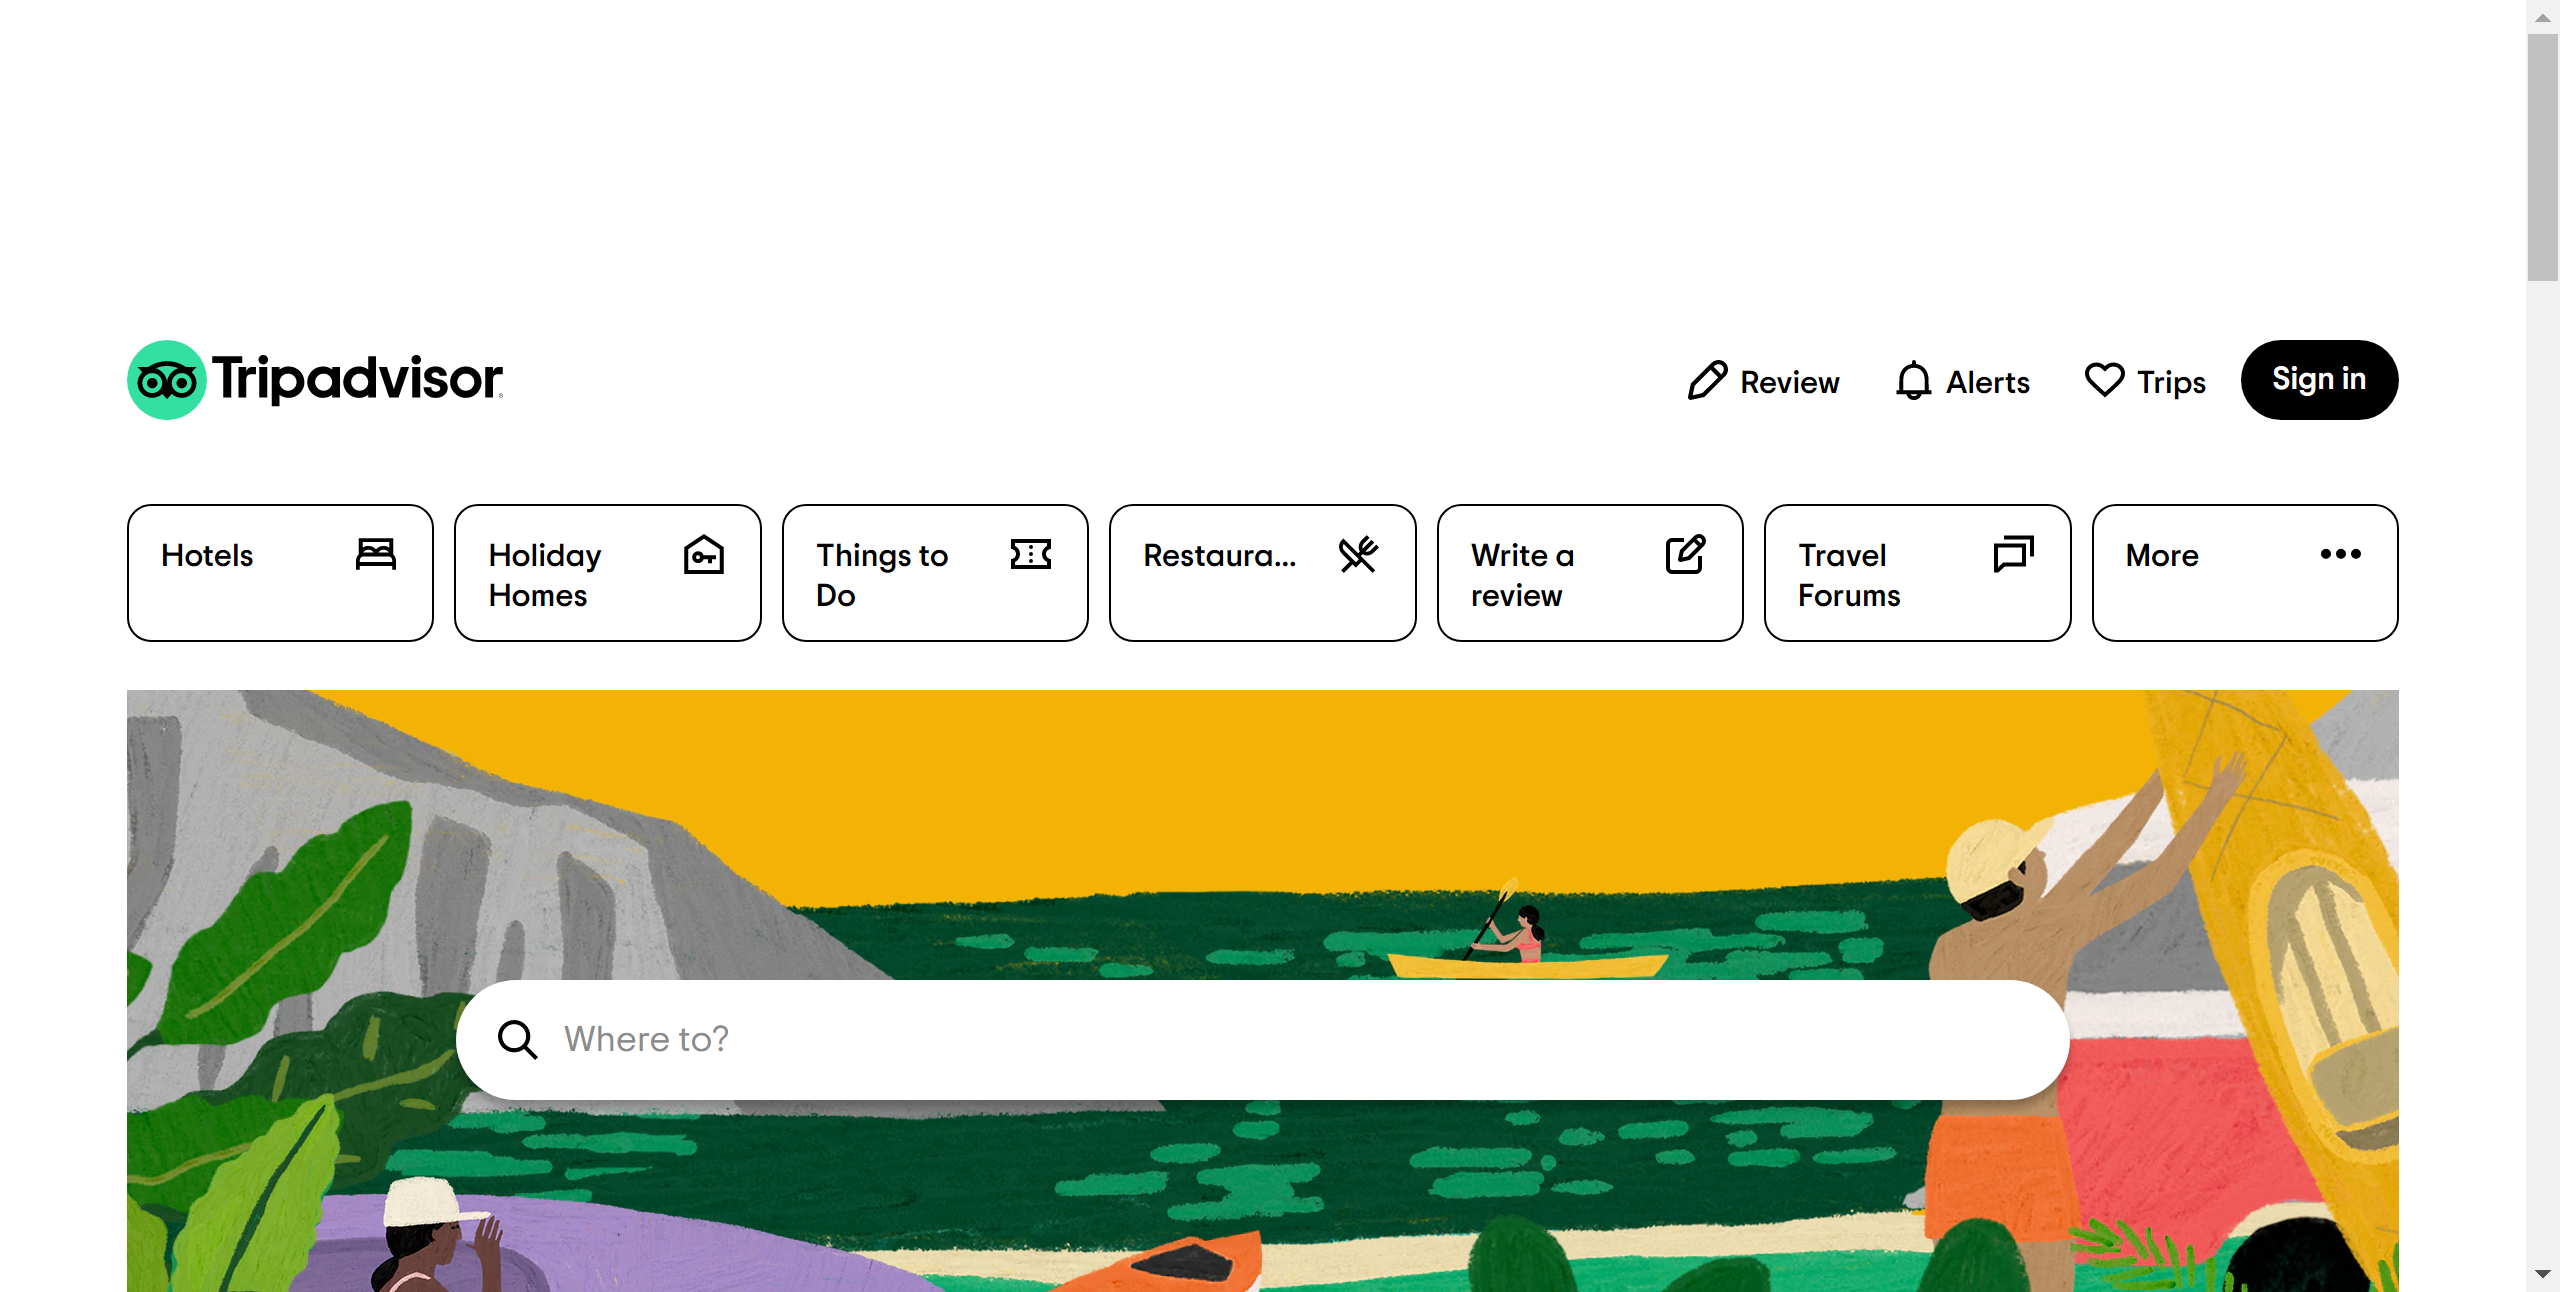 Tripadvisor
Review
Alerts
Trips
Sign in
Hotels
Holiday
Homes
Things to
Do
Restaura...
Write a
review
Travel
Forums
More
Where to?